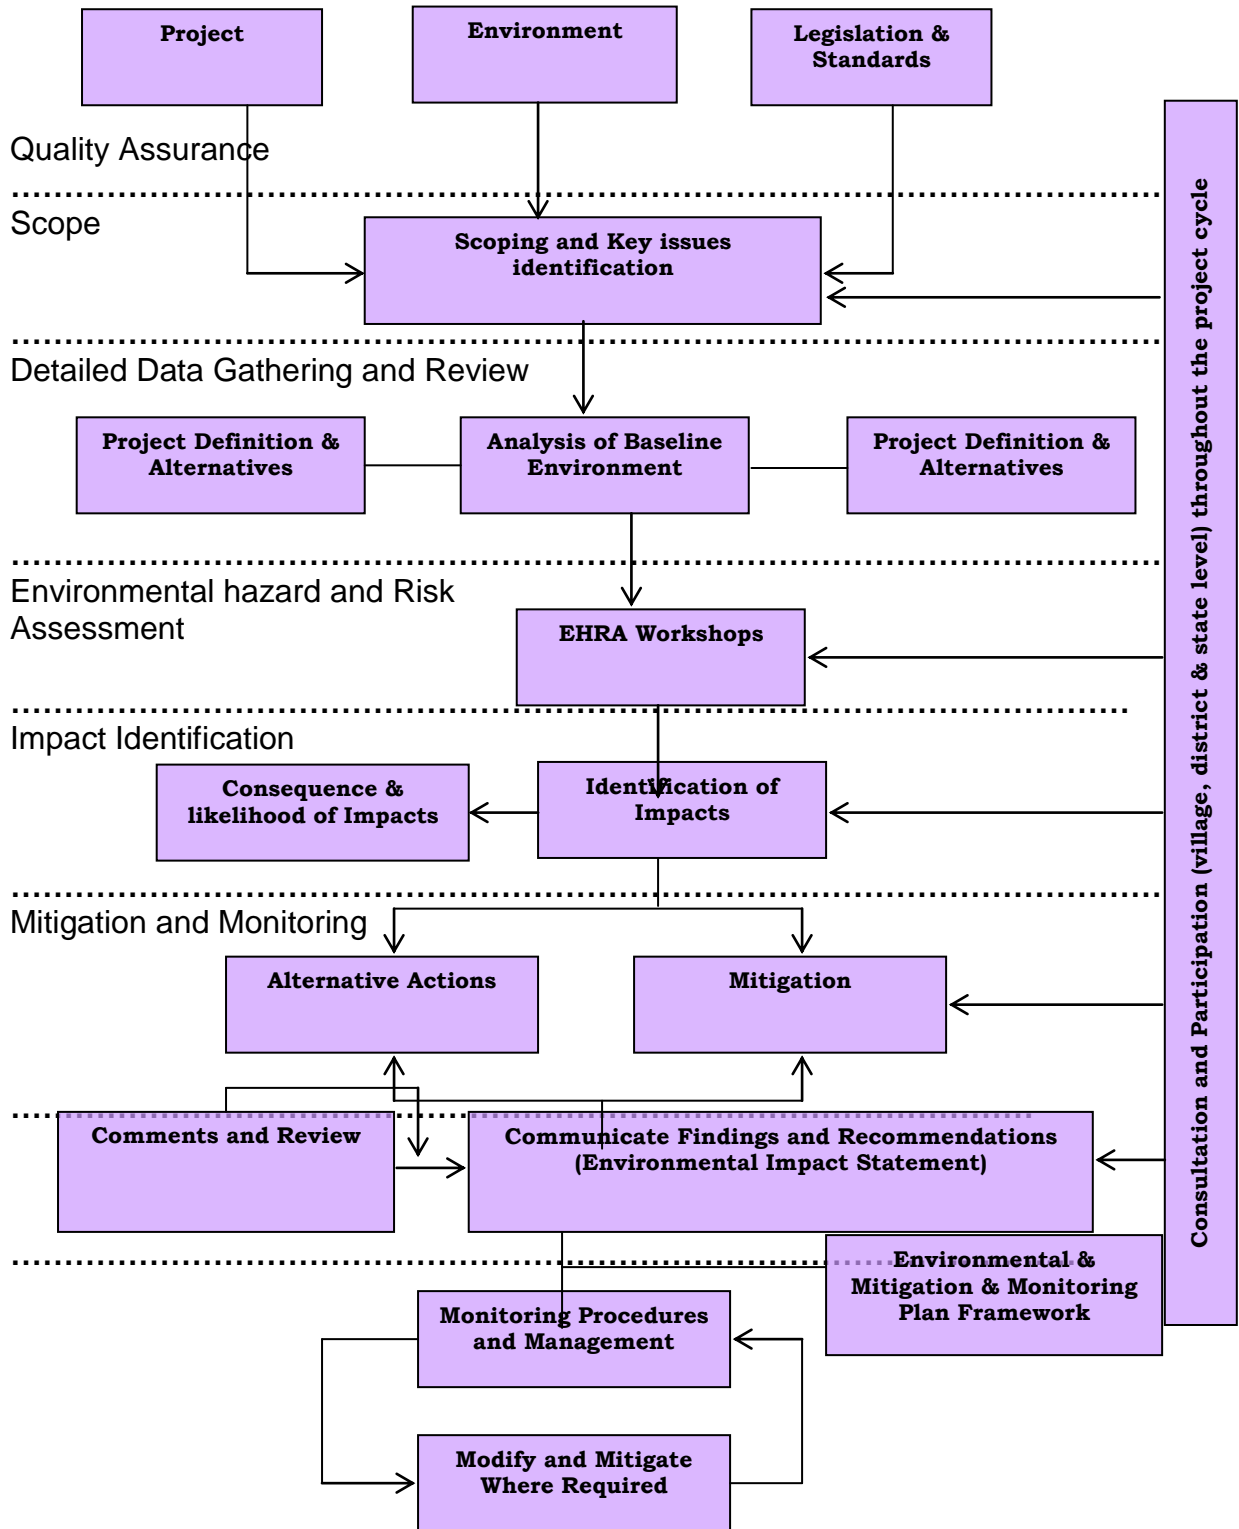 Project
Environment
Legislation &
Standards
Quality Assurance
Scope
Scoping and Key issues
identification
Detailed Data Gathering and Review
Project Definition &
Alternatives
Analysis of Baseline
Environment
Project Definition &
Alternatives
Environmental hazard and Risk
Assessment
EHRA Workshops
Impact Identification
Consequence &
likelihood of Impacts
Identification of
Impacts
Mitigation and Monitoring
Alternative Actions
Mitigation
Comments and Review
Communicate Findings and Recommendations
(Environmental Impact Statement)
Environmental &
Mitigation & Monitoring
Plan Framework
Monitoring Procedures
and Management
Modify and Mitigate
Where Required
Consultation and Participation (village, district & state level) throughout the project cycle